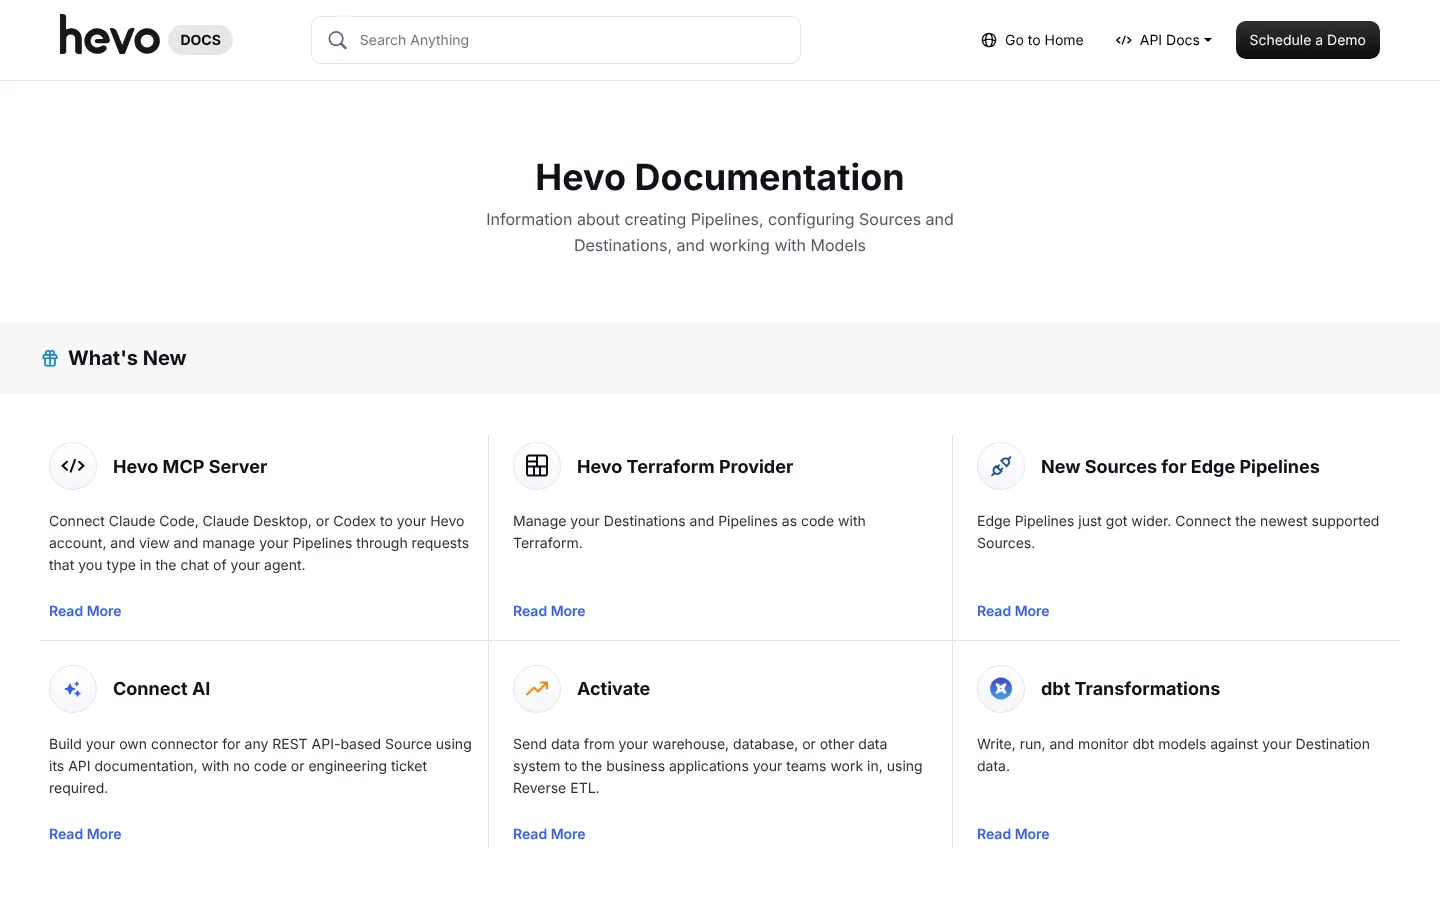 hevo DOCS
Search Anything
Go to Home
API Docs
Schedule a Demo
Hevo Documentation
Information about creating Pipelines, configuring Sources and
Destinations, and working with Models
What's New
Hevo MCP Server
Connect Claude Code, Claude Desktop, or Codex to your Hevo
account, and view and manage your Pipelines through requests
that you type in the chat of your agent.
Read More
Hevo Terraform Provider
Manage your Destinations and Pipelines as code with
Terraform.
Read More
New Sources for Edge Pipelines
Edge Pipelines just got wider. Connect the newest supported
Sources.
Read More
Connect AI
Build your own connector for any REST API-based Source using
its API documentation, with no code or engineering ticket
required.
Read More
Activate
Send data from your warehouse, database, or other data
system to the business applications your teams work in, using
Reverse ETL.
Read More
dbt Transformations
Write, run, and monitor dbt models against your Destination
data.
Read More